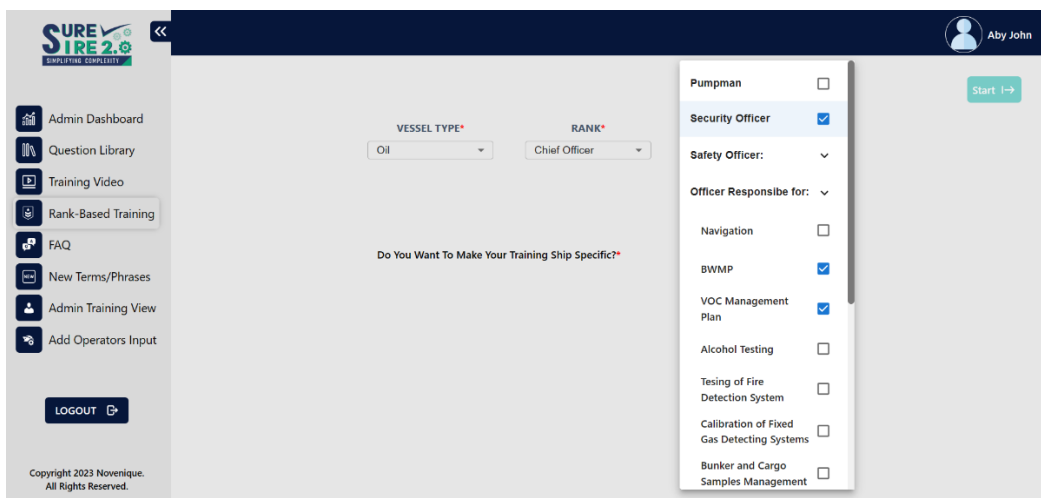 SURE
SIRE 2.0
SIMPLIFYING COMPLEXITY
Aby John
Start
Admin Dashboard
Question Library
Training Video
Rank-Based Training
FAQ
NEW
New Terms/Phrases
Admin Training View
Add Operators Input
LOGOUT
Copyright 2023 Novenique.
All Rights Reserved.
VESSEL TYPE*
RANK*
Oil
Chief Officer
Do You Want To Make Your Training Ship Specific?*
Pumpman
Security Officer
Safety Officer:
Officer Responsibe for:
Navigation
BWMP
VOC Management
Plan
Alcohol Testing
Tesing of Fire
Detection System
Calibration of Fixed
Gas Detecting Systems
Bunker and Cargo
Samples Management